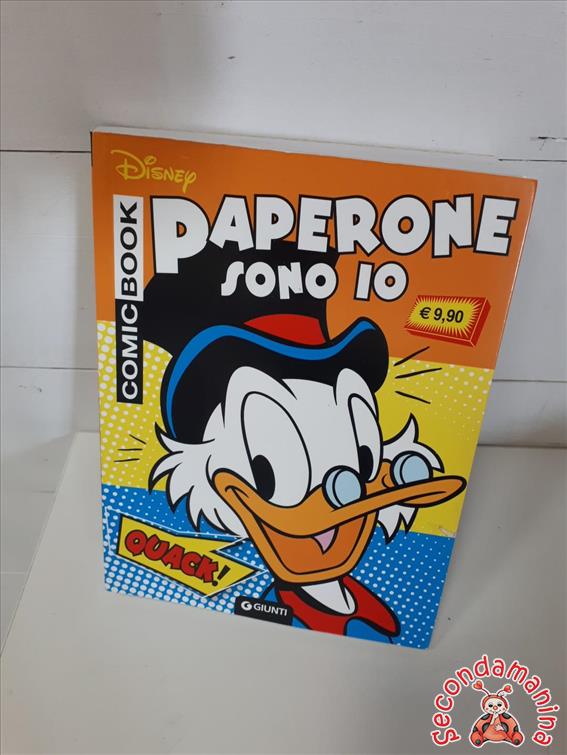 Disney
PAPERONE
SONO IO
COMIC BOOK
€ 9,90
QUACK!
GIUNTI
Secondamanina